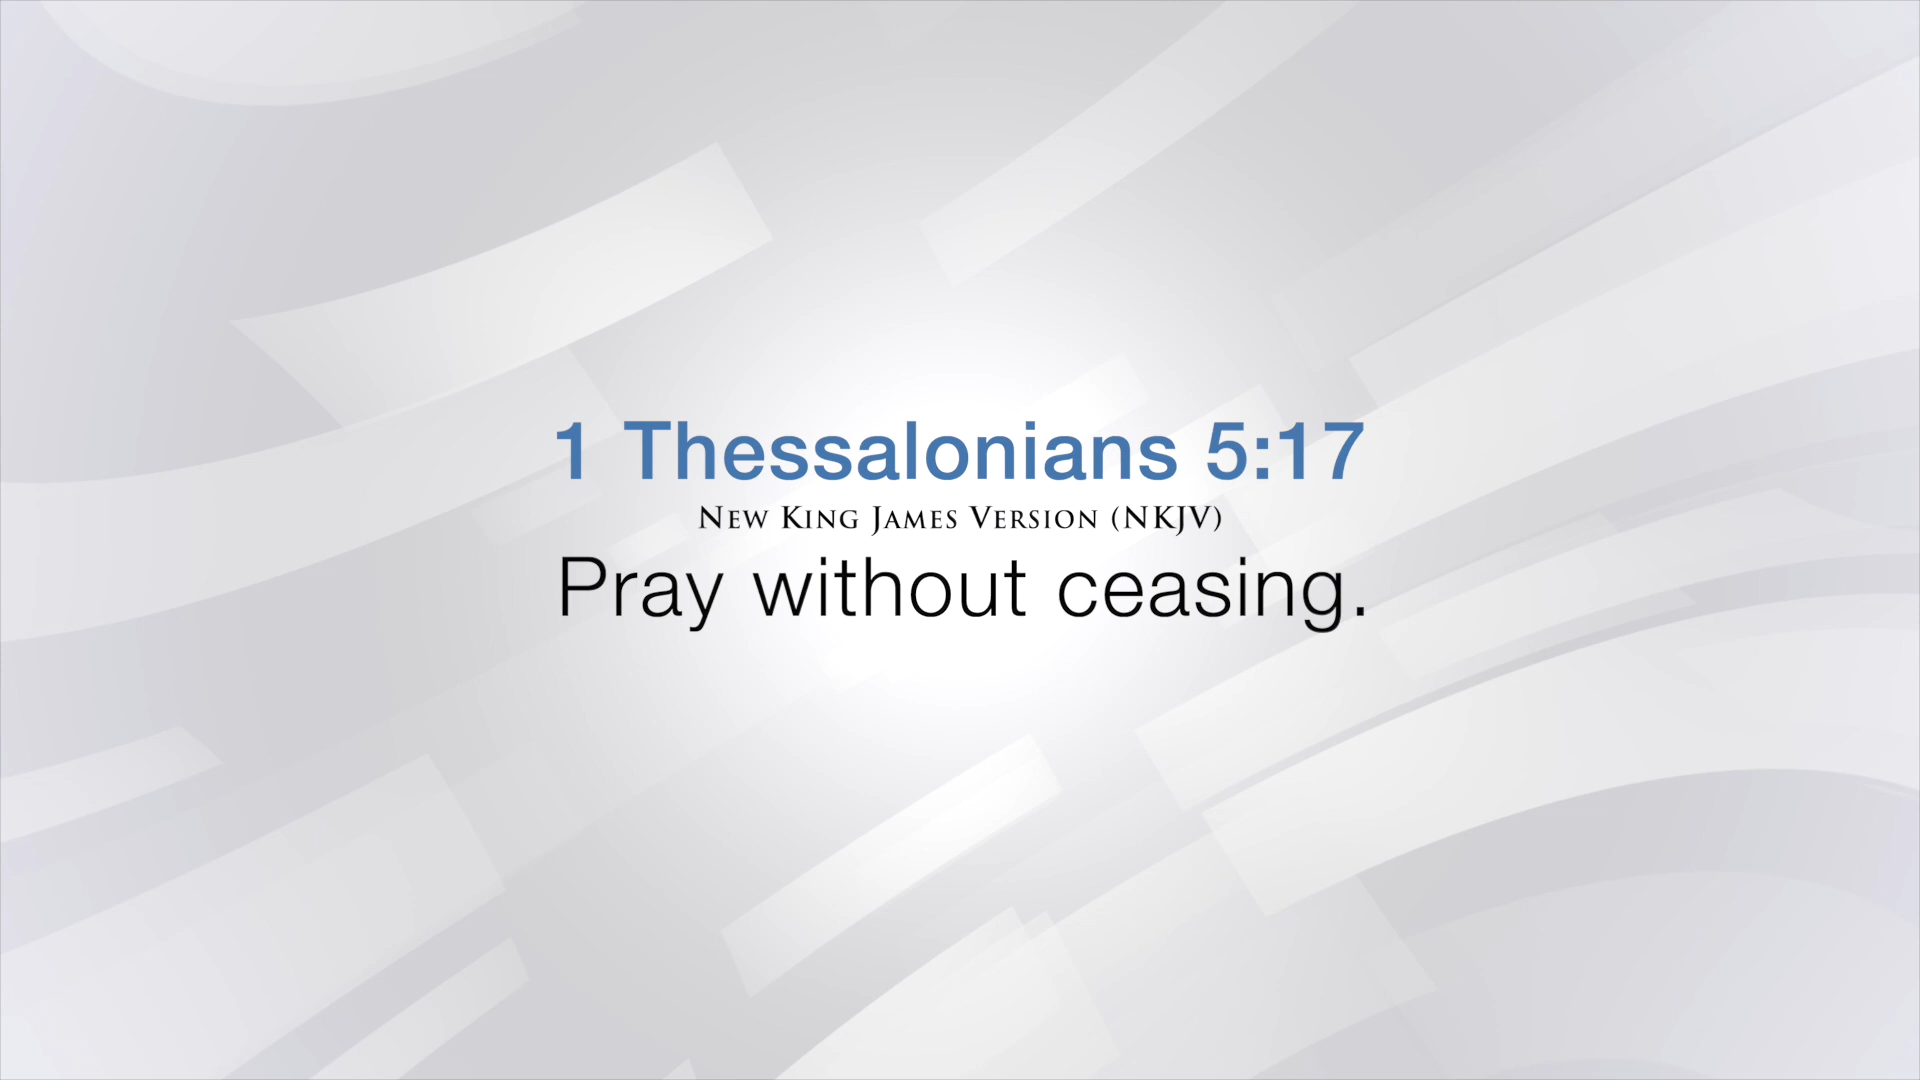 1 Thessalonians 5:17
New King James Version (NKJV)
Pray without ceasing.